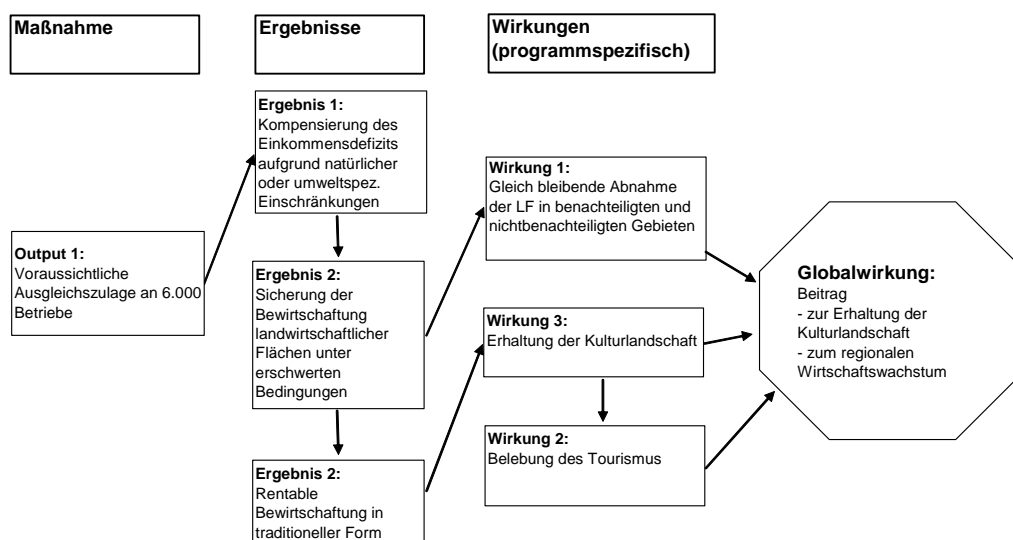 Maßnahme
Ergebnisse
Wirkungen
(programmspezifisch)
Output 1:
Voraussichtliche
Ausgleichszulage an 6.000
Betriebe
Ergebnis 1:
Kompensierung des
Einkommensdefizits
aufgrund natürlicher
oder umweltspez.
Einschränkungen
Ergebnis 2:
Sicherung der
Bewirtschaftung
landwirtschaftlicher
Flächen unter
erschwerten
Bedingungen
Ergebnis 2:
Rentable
Bewirtschaftung in
traditioneller Form
Wirkung 1:
Gleich bleibende Abnahme
der LF in benachteiligten und
nichtbenachteiligten Gebieten
Wirkung 3:
Erhaltung der Kulturlandschaft
Wirkung 2:
Belebung des Tourismus
Globalwirkung:
Beitrag
- zur Erhaltung der
Kulturlandschaft
- zum regionalen
Wirtschaftswachstum